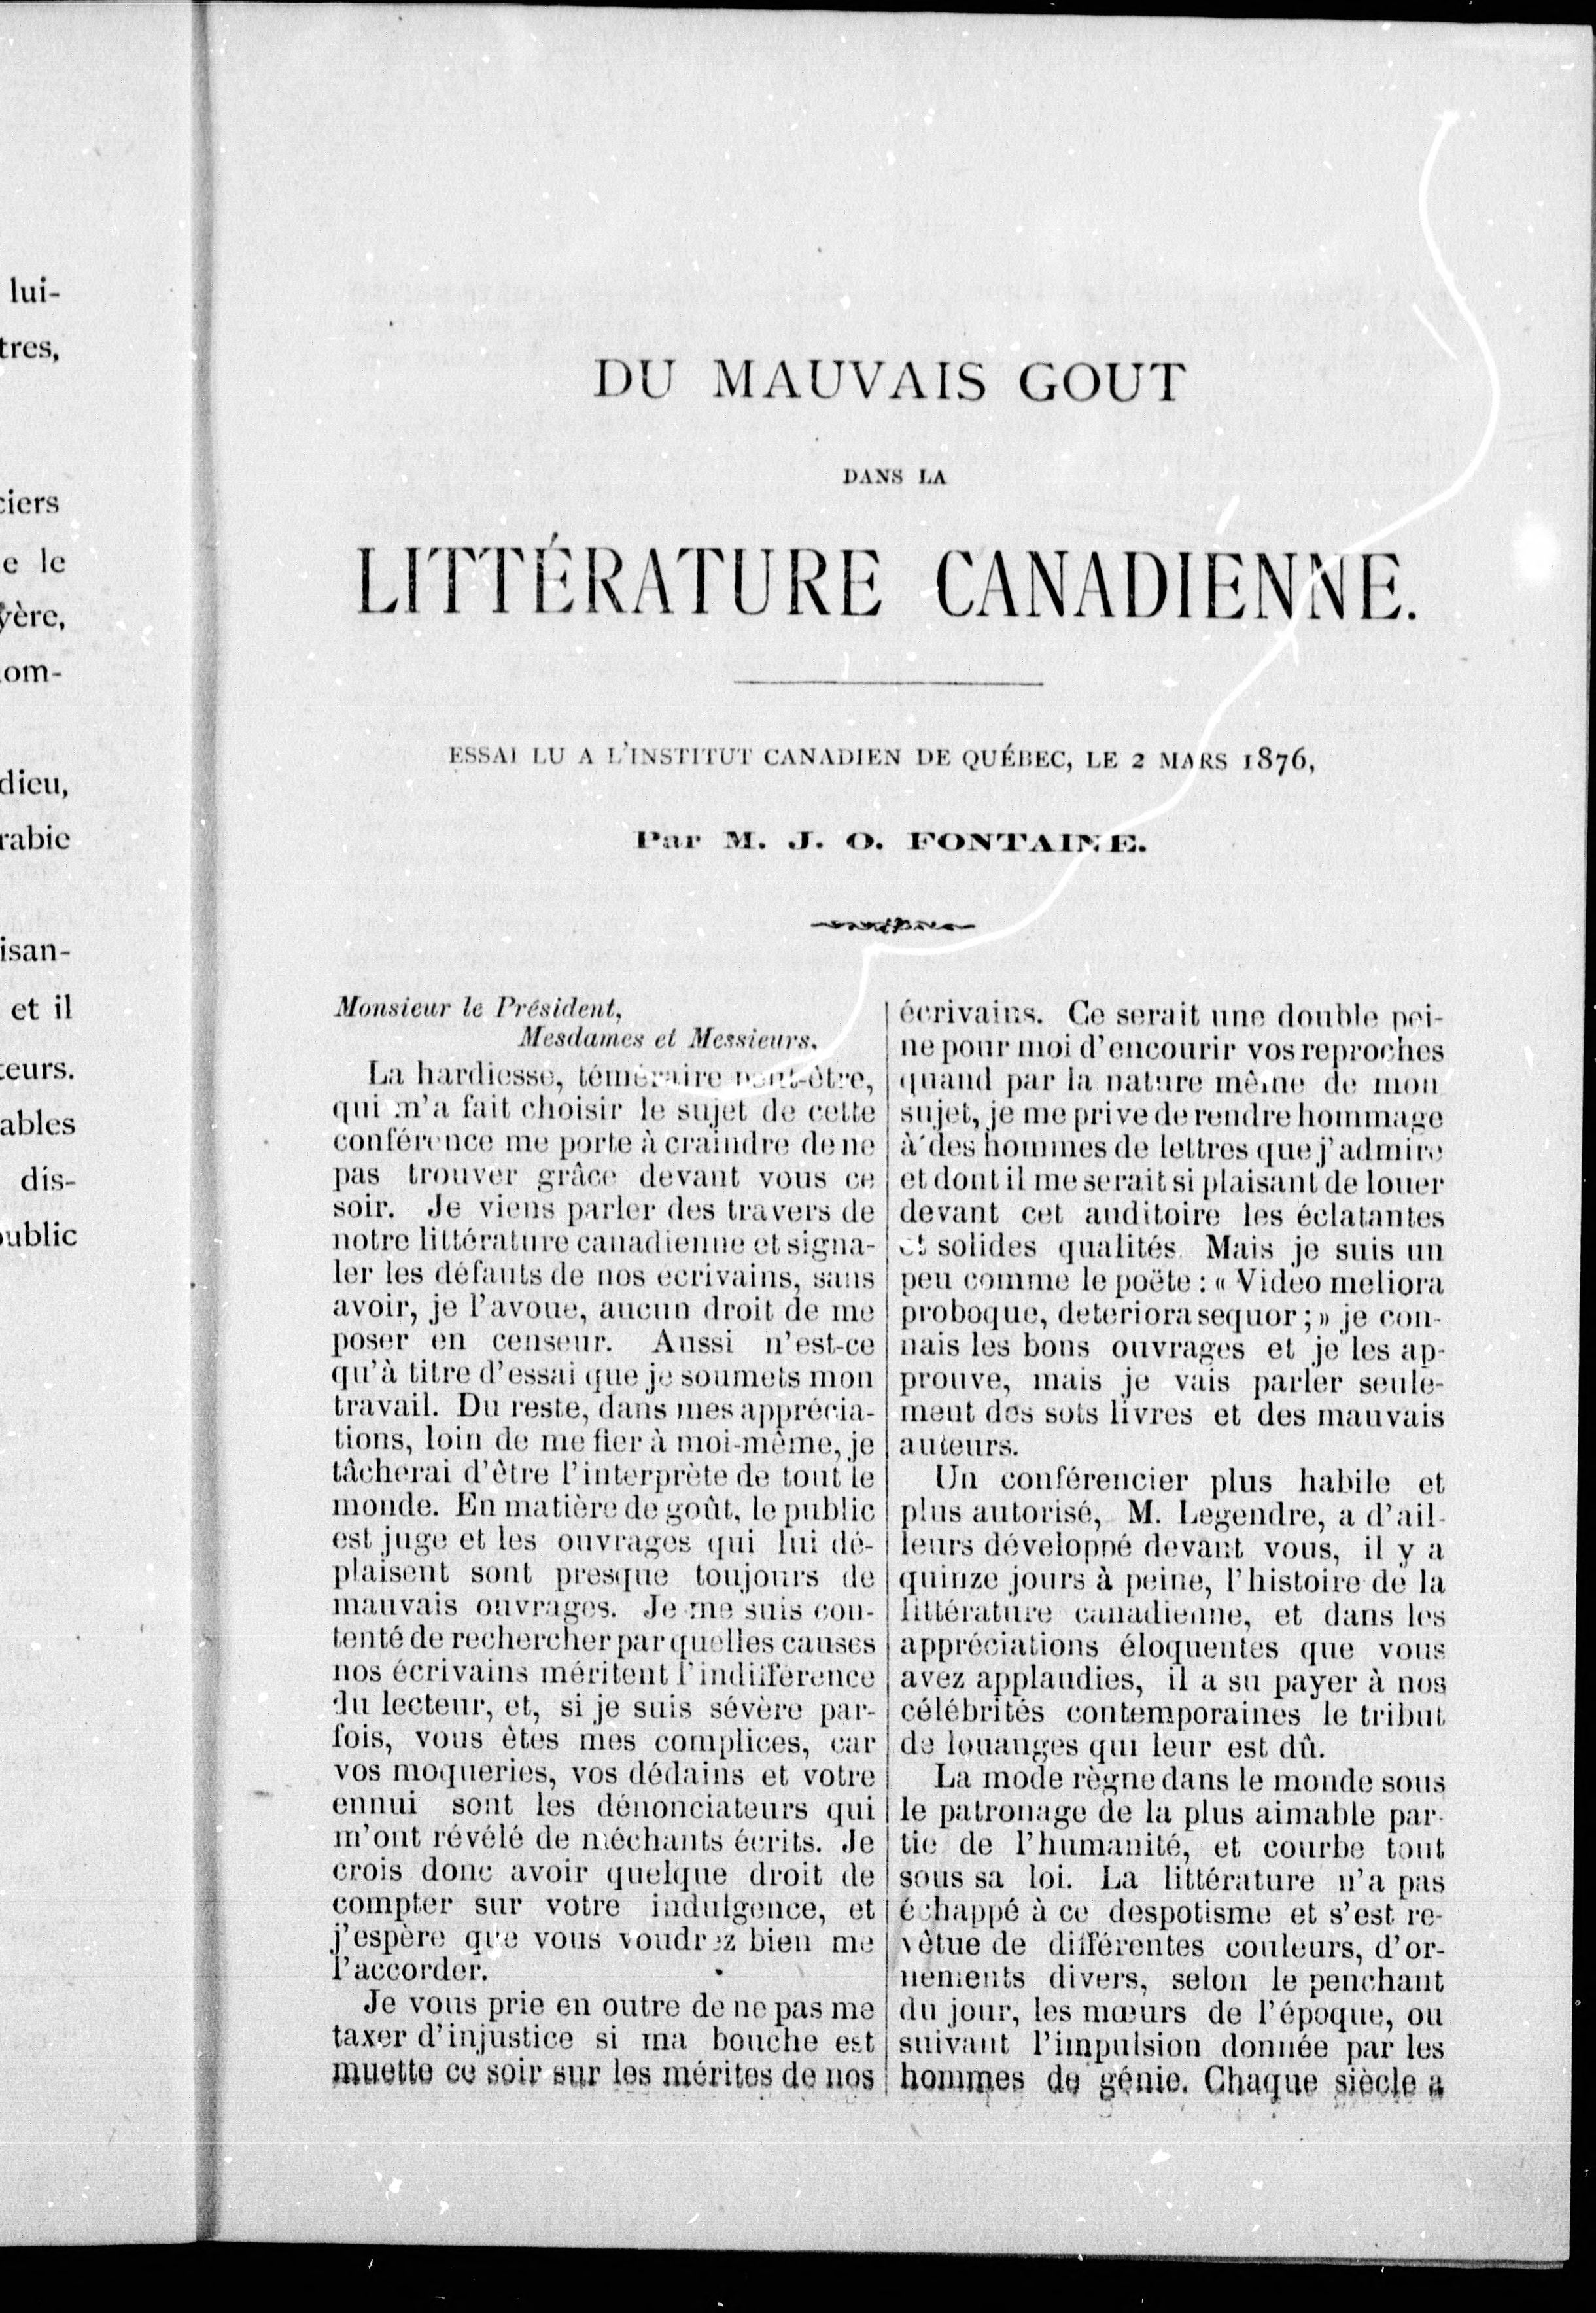 lui-
tres,
ciers
e le
yère,
om-
dieu,
rabie
isan-
et il
teurs.
ables
dis-
public
DU MAUVAIS GOUT
DANS LA
LITTÉRATURE CANADIENNE.
ESSAI LU A L'INSTITUT CANADIEN DE QUÉBEC, LE 2 MARS 1876,
Par M. J. O. FONTAINE.
Monsieur le Président,
Mesdames et Messieurs.
La hardiesse, téméraire peut-être,
qui m'a fait choisir le sujet de cette
conférence me porte à craindre de ne
pas trouver grâce devant vous ce
soir. Je viens parler des travers de
notre littérature canadienne et signa-
ler les défauts de nos ecrivains, sans
avoir, je l'avoue, aucun droit de me
poser en censeur. Aussi n'est-ce
qu'à titre d'essai que je soumets mon
travail. Du reste, dans mes apprécia-
tions, loin de me fier à moi-même, je
tâcherai d'être l'interprète de tout le
monde. En matière de goût, le public
est juge et les ouvrages qui lui dé-
plaisent sont presque toujours de
mauvais ouvrages. Je me suis con-
tenté de rechercher par quelles causes
nos écrivains méritent l'indifférence
du lecteur, et, si je suis sévère par-
fois, vous êtes mes complices, car
vos moqueries, vos dédains et votre
ennui sont les dénonciateurs qui
m'ont révélé de méchants écrits. Je
crois donc avoir quelque droit de
compter sur votre indulgence, et
j'espère que vous voudrez bien me
l'accorder.
Je vous prie en outre de ne pas me
taxer d'injustice si ma bouche est
muette ce soir sur les mérites de nos
écrivains. Ce serait une double pei-
ne pour moi d'encourir vos reproches
quand par la nature même de mon
sujet, je me prive de rendre hommage
à des hommes de lettres que j'admire
et dont il me serait si plaisant de louer
devant cet auditoire les éclatantes
et solides qualités. Mais je suis un
peu comme le poëte : « Video meliora
proboque, deteriora sequor ; » je con-
nais les bons ouvrages et je les ap-
prouve, mais je vais parler seule-
ment des sots livres et des mauvais
auteurs.
Un conférencier plus habile et
plus autorisé, M. Legendre, a d'ail-
leurs développé devant vous, il y a
quinze jours à peine, l'histoire de la
littérature canadienne, et dans les
appréciations éloquentes que vous
avez applaudies, il a su payer à nos
célébrités contemporaines le tribut
de louanges qui leur est dû.
La mode règne dans le monde sous
le patronage de la plus aimable par-
tie de l'humanité, et courbe tout
sous sa loi. La littérature n'a pas
échappé à ce despotisme et s'est re-
vêtue de différentes couleurs, d'or-
nements divers, selon le penchant
du jour, les mœurs de l'époque, ou
suivant l'impulsion donnée par les
hommes de génie. Chaque siècle a